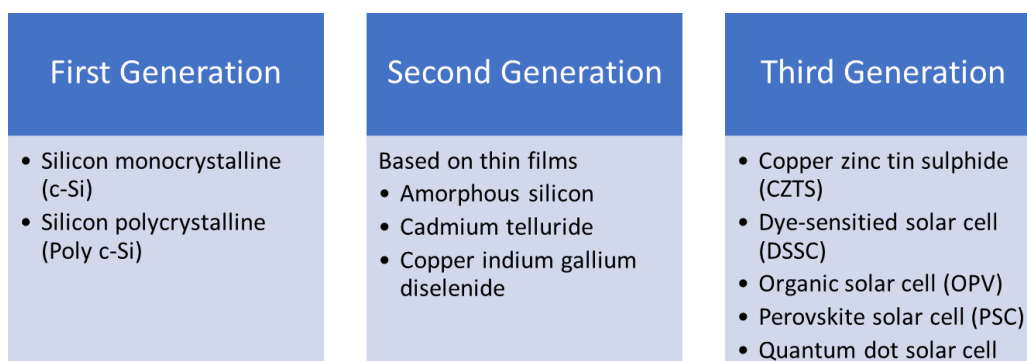 First Generation
• Silicon monocrystalline
(c-Si)
• Silicon polycrystalline
(Poly c-Si)
Second Generation
Based on thin films
• Amorphous silicon
• Cadmium telluride
• Copper indium gallium
diselenide
Third Generation
• Copper zinc tin sulphide
(CZTS)
• Dye-sensitied solar cell
(DSSC)
• Organic solar cell (OPV)
• Perovskite solar cell (PSC)
• Quantum dot solar cell